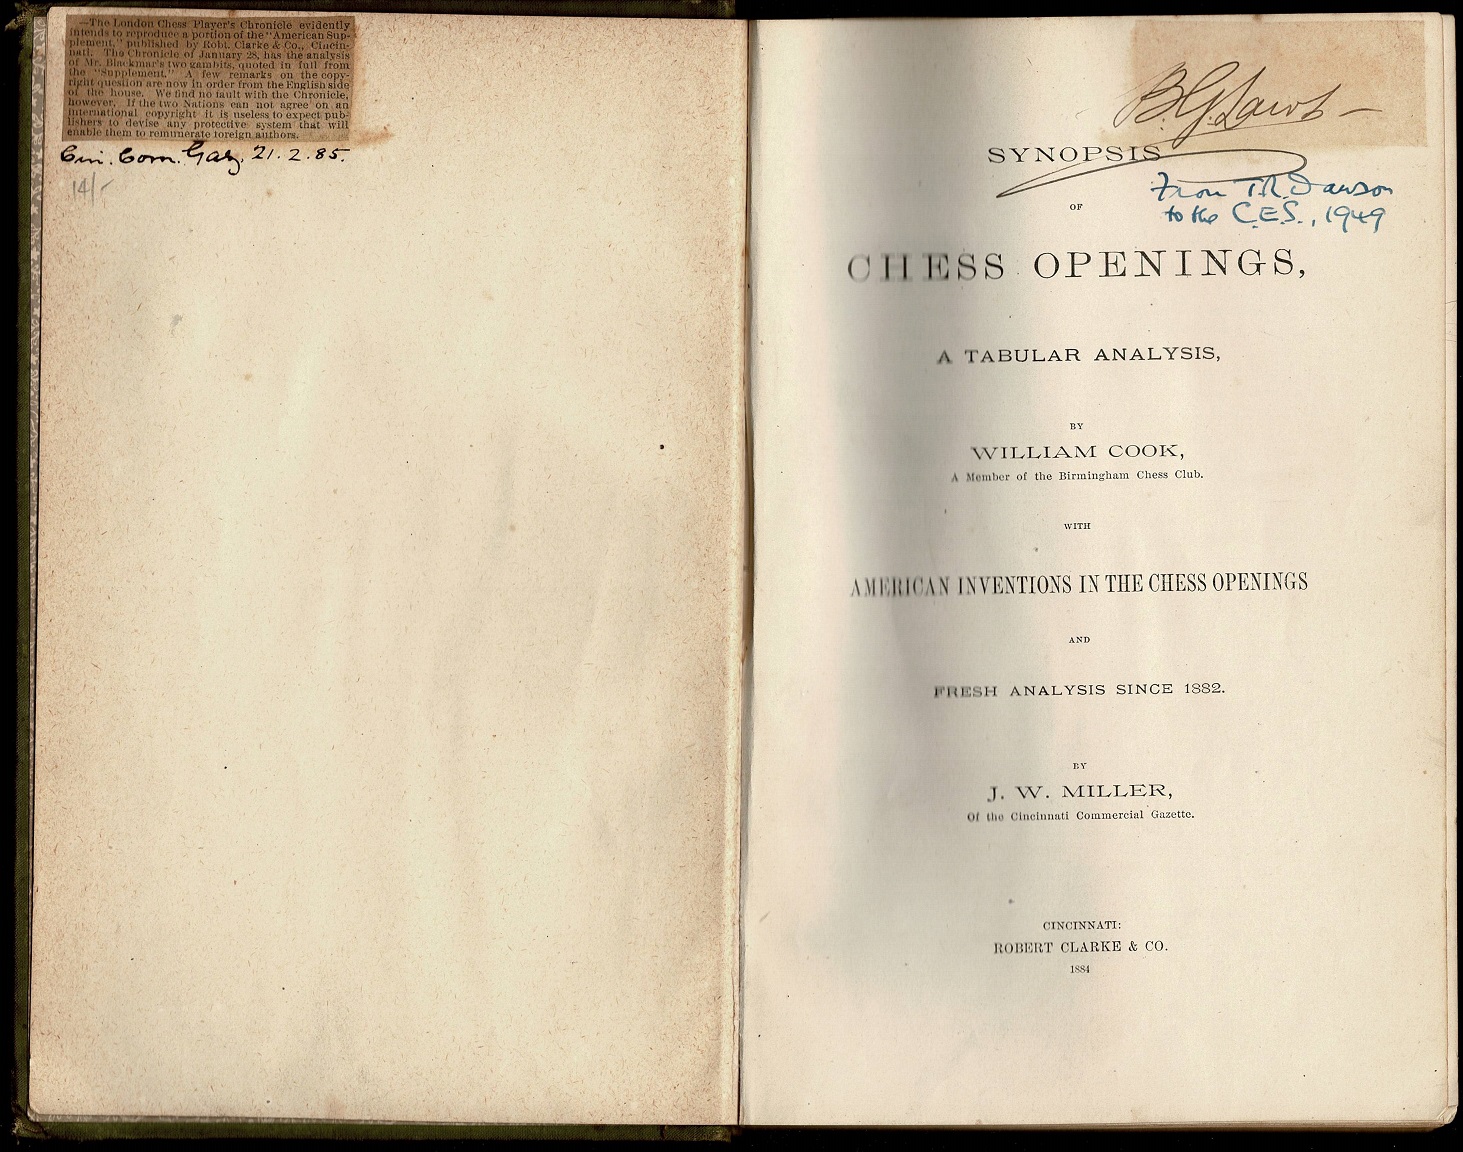 —The London Chess Player's Chronicle evidently
intends to reproduce a portion of the "American Sup-
plement," published by Robt. Clarke & Co., Cincin-
nati. The Chronicle of January 28, has the analysis
of Mr. Blackmar's two gambits, quoted in full from
the "Supplement." A few remarks on the copy-
right question are now in order from the English side
of the house. We find no fault with the Chronicle,
however. If the two Nations can not agree on an
international copyright it is useless to expect pub-
lishers to devise any protective system that will
enable them to remunerate foreign authors.
Cin. Com. Gaz. 21.2.85.
14/-
B.G. Laws —
SYNOPSIS
From T.R. Dawson
to the C.E.S., 1949
OF
CHESS OPENINGS,
A TABULAR ANALYSIS,
BY
WILLIAM COOK,
A Member of the Birmingham Chess Club.
WITH
AMERICAN INVENTIONS IN THE CHESS OPENINGS
AND
FRESH ANALYSIS SINCE 1882.
BY
J. W. MILLER,
Of the Cincinnati Commercial Gazette.
CINCINNATI:
ROBERT CLARKE & CO.
1884